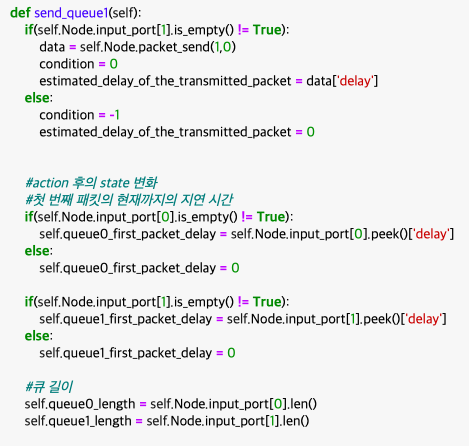 def send_queue1(self):
    if(self.Node.input_port[1].is_empty() != True):
        data = self.Node.packet_send(1,0)
        condition = 0
        estimated_delay_of_the_transmitted_packet = data['delay']
    else:
        condition = -1
        estimated_delay_of_the_transmitted_packet = 0
    #action 후의 state 변화
    #첫 번째 패킷의 현재까지의 지연 시간
    if(self.Node.input_port[0].is_empty() != True):
        self.queue0_first_packet_delay = self.Node.input_port[0].peek()['delay']
    else:
        self.queue0_first_packet_delay = 0
    if(self.Node.input_port[1].is_empty() != True):
        self.queue1_first_packet_delay = self.Node.input_port[1].peek()['delay']
    else:
        self.queue1_first_packet_delay = 0
    #큐 길이
    self.queue0_length = self.Node.input_port[0].len()
    self.queue1_length = self.Node.input_port[1].len()